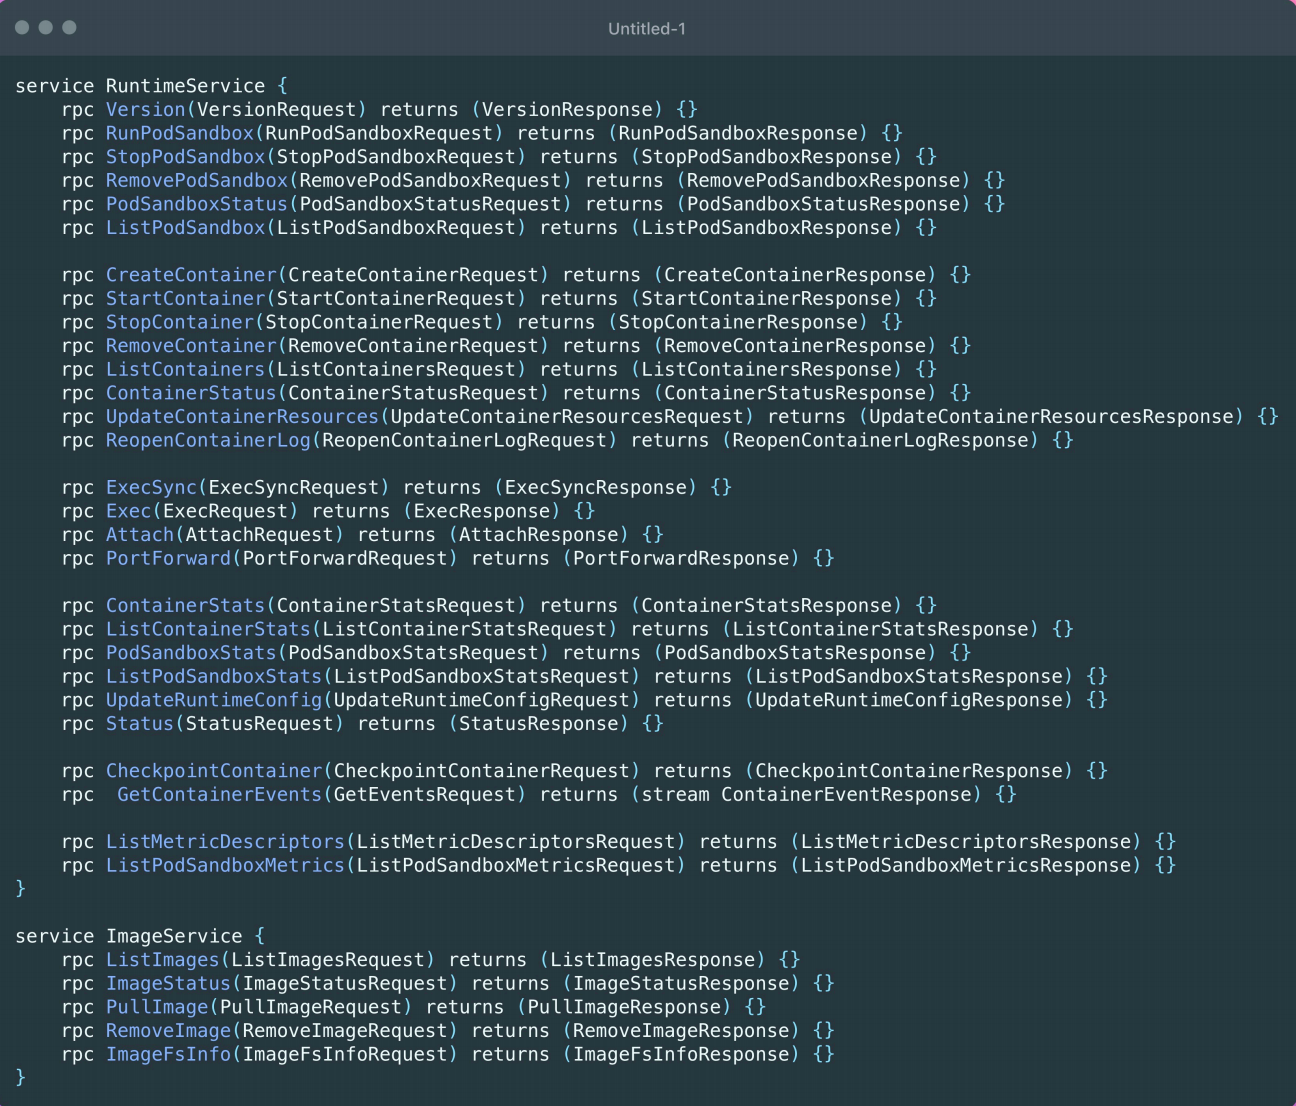 Untitled-1
service RuntimeService {
    rpc Version(VersionRequest) returns (VersionResponse) {}
    rpc RunPodSandbox(RunPodSandboxRequest) returns (RunPodSandboxResponse) {}
    rpc StopPodSandbox(StopPodSandboxRequest) returns (StopPodSandboxResponse) {}
    rpc RemovePodSandbox(RemovePodSandboxRequest) returns (RemovePodSandboxResponse) {}
    rpc PodSandboxStatus(PodSandboxStatusRequest) returns (PodSandboxStatusResponse) {}
    rpc ListPodSandbox(ListPodSandboxRequest) returns (ListPodSandboxResponse) {}

    rpc CreateContainer(CreateContainerRequest) returns (CreateContainerResponse) {}
    rpc StartContainer(StartContainerRequest) returns (StartContainerResponse) {}
    rpc StopContainer(StopContainerRequest) returns (StopContainerResponse) {}
    rpc RemoveContainer(RemoveContainerRequest) returns (RemoveContainerResponse) {}
    rpc ListContainers(ListContainersRequest) returns (ListContainersResponse) {}
    rpc ContainerStatus(ContainerStatusRequest) returns (ContainerStatusResponse) {}
    rpc UpdateContainerResources(UpdateContainerResourcesRequest) returns (UpdateContainerResourcesResponse) {}
    rpc ReopenContainerLog(ReopenContainerLogRequest) returns (ReopenContainerLogResponse) {}

    rpc ExecSync(ExecSyncRequest) returns (ExecSyncResponse) {}
    rpc Exec(ExecRequest) returns (ExecResponse) {}
    rpc Attach(AttachRequest) returns (AttachResponse) {}
    rpc PortForward(PortForwardRequest) returns (PortForwardResponse) {}

    rpc ContainerStats(ContainerStatsRequest) returns (ContainerStatsResponse) {}
    rpc ListContainerStats(ListContainerStatsRequest) returns (ListContainerStatsResponse) {}
    rpc PodSandboxStats(PodSandboxStatsRequest) returns (PodSandboxStatsResponse) {}
    rpc ListPodSandboxStats(ListPodSandboxStatsRequest) returns (ListPodSandboxStatsResponse) {}
    rpc UpdateRuntimeConfig(UpdateRuntimeConfigRequest) returns (UpdateRuntimeConfigResponse) {}
    rpc Status(StatusRequest) returns (StatusResponse) {}

    rpc CheckpointContainer(CheckpointContainerRequest) returns (CheckpointContainerResponse) {}
    rpc  GetContainerEvents(GetEventsRequest) returns (stream ContainerEventResponse) {}

    rpc ListMetricDescriptors(ListMetricDescriptorsRequest) returns (ListMetricDescriptorsResponse) {}
    rpc ListPodSandboxMetrics(ListPodSandboxMetricsRequest) returns (ListPodSandboxMetricsResponse) {}
}

service ImageService {
    rpc ListImages(ListImagesRequest) returns (ListImagesResponse) {}
    rpc ImageStatus(ImageStatusRequest) returns (ImageStatusResponse) {}
    rpc PullImage(PullImageRequest) returns (PullImageResponse) {}
    rpc RemoveImage(RemoveImageRequest) returns (RemoveImageResponse) {}
    rpc ImageFsInfo(ImageFsInfoRequest) returns (ImageFsInfoResponse) {}
}